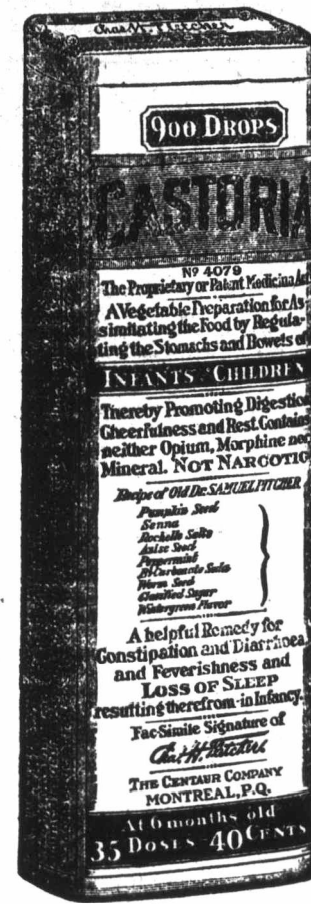 Chas. H. Fletcher
900 DROPS
CASTORIA
Nº 4079
The Proprietary or Patent Medicine Act
A Vegetable Preparation for As-
similating the Food by Regula-
ting the Stomachs and Bowels of
INFANTS CHILDREN
Thereby Promoting Digestion
Cheerfulness and Rest. Contains
neither Opium, Morphine nor
Mineral. NOT NARCOTIC
Recipe of Old Dr. SAMUEL PITCHER
Pumpkin Seed
Senna
Rochelle Salts
Anise Seed
Peppermint
Bi Carbonate Soda
Worm Seed
Clarified Sugar
Wintergreen Flavor
A helpful Remedy for
Constipation and Diarrhoea
and Feverishness and
LOSS OF SLEEP
resulting therefrom in Infancy.
Fac-Simile Signature of
Chas. H. Fletcher.
THE CENTAUR COMPANY
MONTREAL, P.Q.
At 6 months old
35 DOSES - 40 CENTS